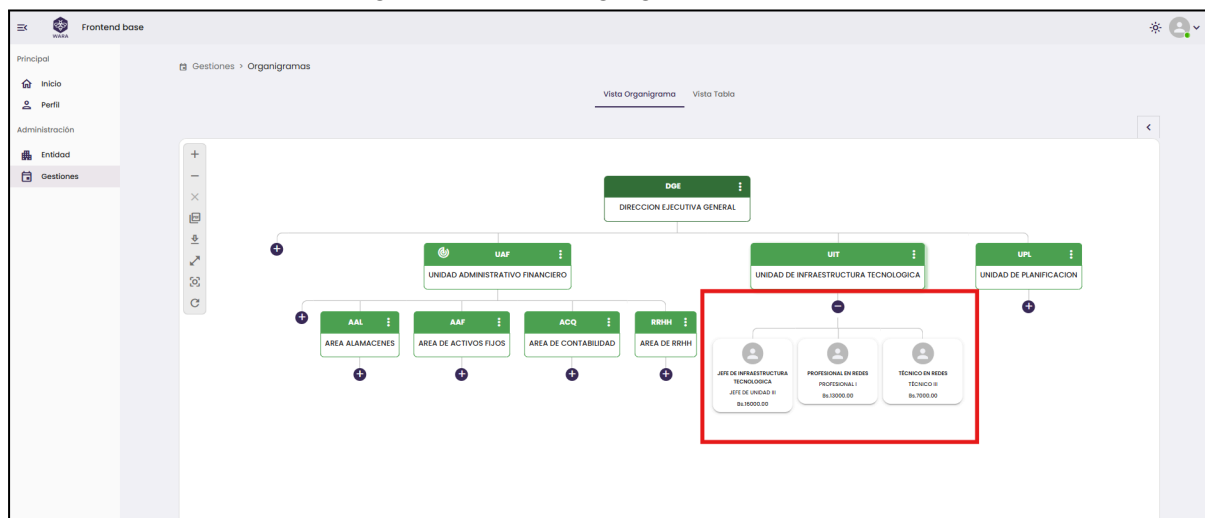 WARA
Frontend base
Principal
Inicio
Perfil
Administración
Entidad
Gestiones
Gestiones > Organigramas
Vista Organigrama Vista Tabla
DGE
DIRECCION EJECUTIVA GENERAL
UAF
UNIDAD ADMINISTRATIVO FINANCIERO
UIT
UNIDAD DE INFRAESTRUCTURA TECNOLOGICA
UPL
UNIDAD DE PLANIFICACION
AAL
AREA ALAMACENES
AAF
AREA DE ACTIVOS FIJOS
ACQ
AREA DE CONTABILIDAD
RRHH
AREA DE RRHH
JEFE DE INFRAESTRUCTURA
TECNOLOGICA
JEFE DE UNIDAD III
Bs.16000.00
PROFESIONAL EN REDES
PROFESIONAL I
Bs.13000.00
TÉCNICO EN REDES
TÉCNICO III
Bs.7000.00